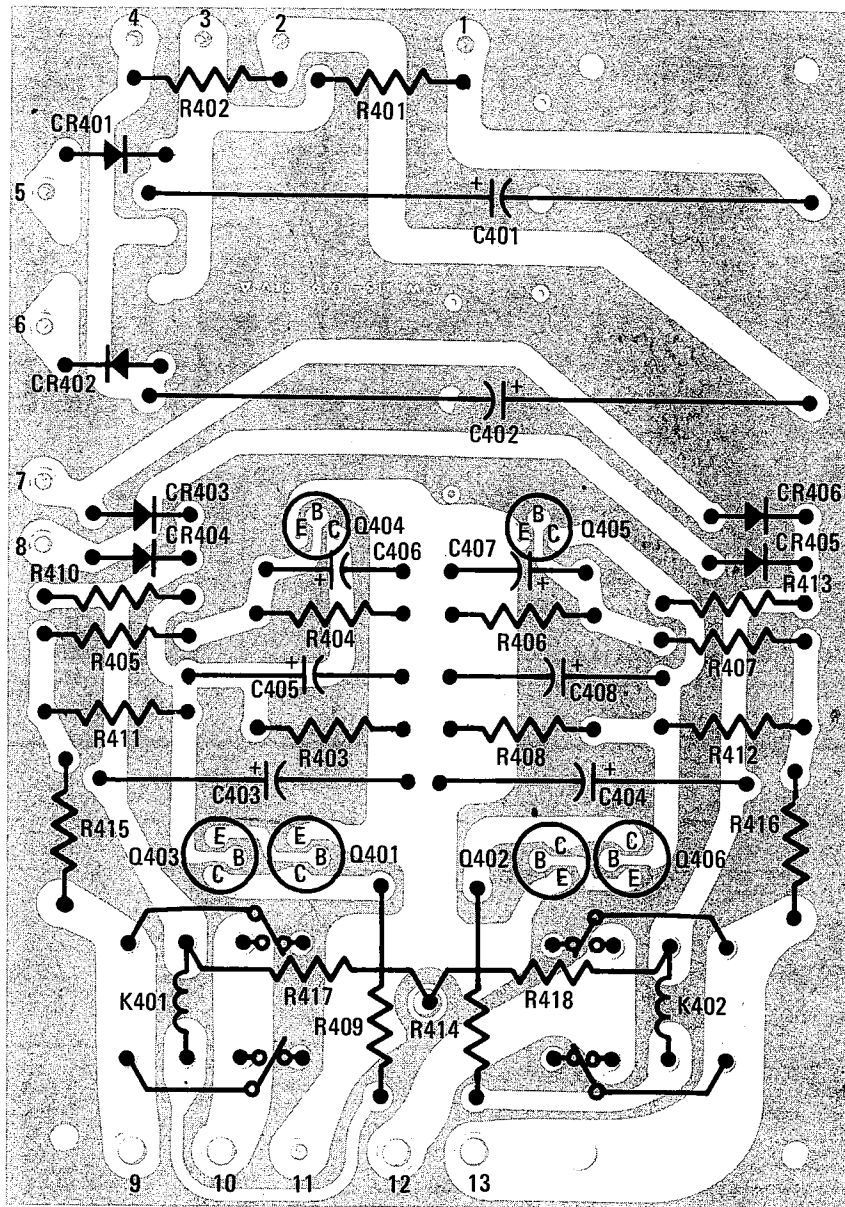 4 3 2 1
R402 R401
CR401
5
+
C401
6
CR402
+
C402
7
CR403 CR406
B E C Q404 B E C Q405
8
CR404 C406 C407 CR405
+ +
R410 R413
R404 R406
R405 R407
+ +
C405 C408
R411 R403 R408 R412
+ +
C403 C404
R415 R416
E B C E B C C B E C B E
Q403 Q401 Q402 Q406
R417 R418
K401 R409 R414 K402
9 10 11 12 13